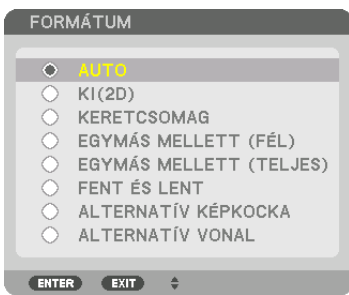 FORMÁTUM
AUTO
KI(2D)
KERETCSOMAG
EGYMÁS MELLETT (FÉL)
EGYMÁS MELLETT (TELJES)
FENT ÉS LENT
ALTERNATÍV KÉPKOCKA
ALTERNATÍV VONAL
ENTER EXIT